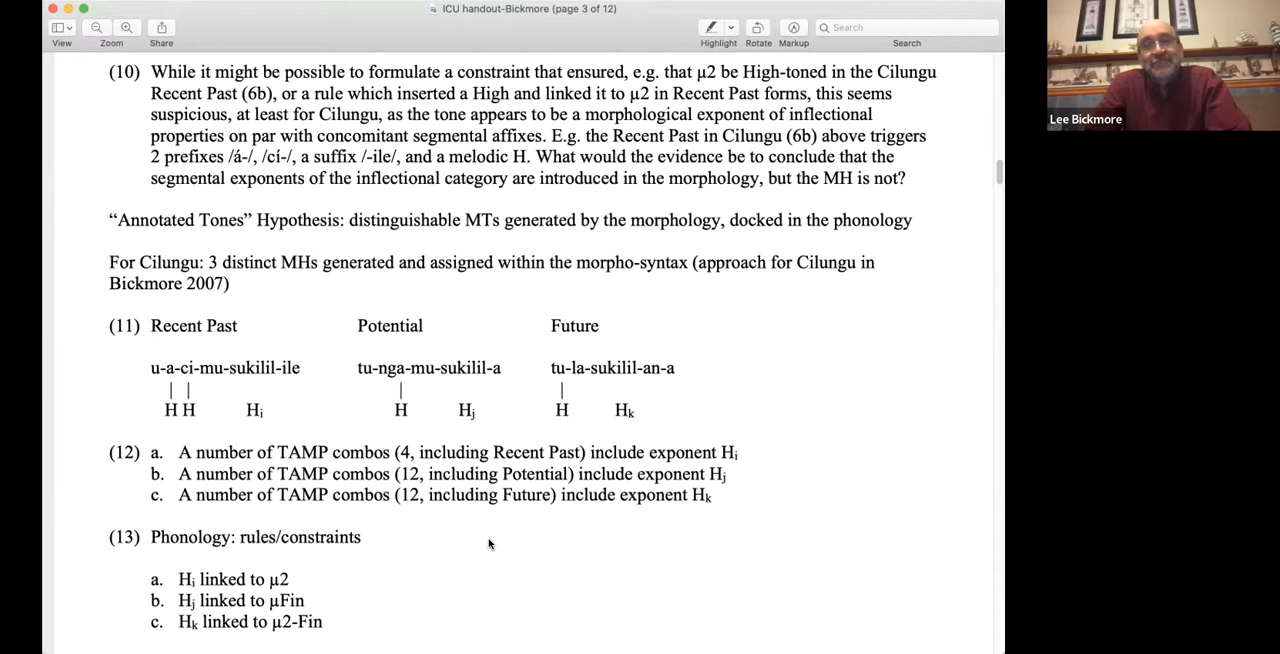 ICU handout-Bickmore (page 3 of 12)
View Zoom Share Highlight Rotate Markup Search
Search
(10) While it might be possible to formulate a constraint that ensured, e.g. that μ2 be High-toned in the Cilungu
Recent Past (6b), or a rule which inserted a High and linked it to μ2 in Recent Past forms, this seems
suspicious, at least for Cilungu, as the tone appears to be a morphological exponent of inflectional
properties on par with concomitant segmental affixes. E.g. the Recent Past in Cilungu (6b) above triggers
2 prefixes /á-/, /cí-/, a suffix /-ile/, and a melodic H. What would the evidence be to conclude that the
segmental exponents of the inflectional category are introduced in the morphology, but the MH is not?
“Annotated Tones” Hypothesis: distinguishable MTs generated by the morphology, docked in the phonology
For Cilungu: 3 distinct MHs generated and assigned within the morpho-syntax (approach for Cilungu in
Bickmore 2007)
(11) Recent Past Potential Future
u-a-ci-mu-sukilil-ile tu-nga-mu-sukilil-a tu-la-sukilil-an-a
| | | |
H H Hᵢ H Hⱼ H Hₖ
(12) a. A number of TAMP combos (4, including Recent Past) include exponent Hᵢ
b. A number of TAMP combos (12, including Potential) include exponent Hⱼ
c. A number of TAMP combos (12, including Future) include exponent Hₖ
(13) Phonology: rules/constraints
a. Hᵢ linked to μ2
b. Hⱼ linked to μFin
c. Hₖ linked to μ2-Fin
Lee Bickmore